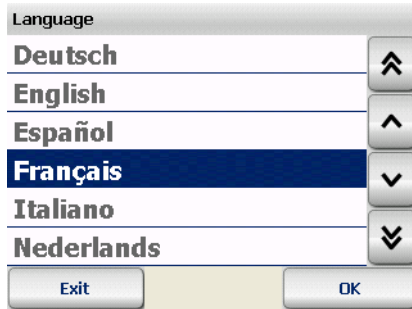 Language
Deutsch
English
Español
Français
Italiano
Nederlands
Exit
OK